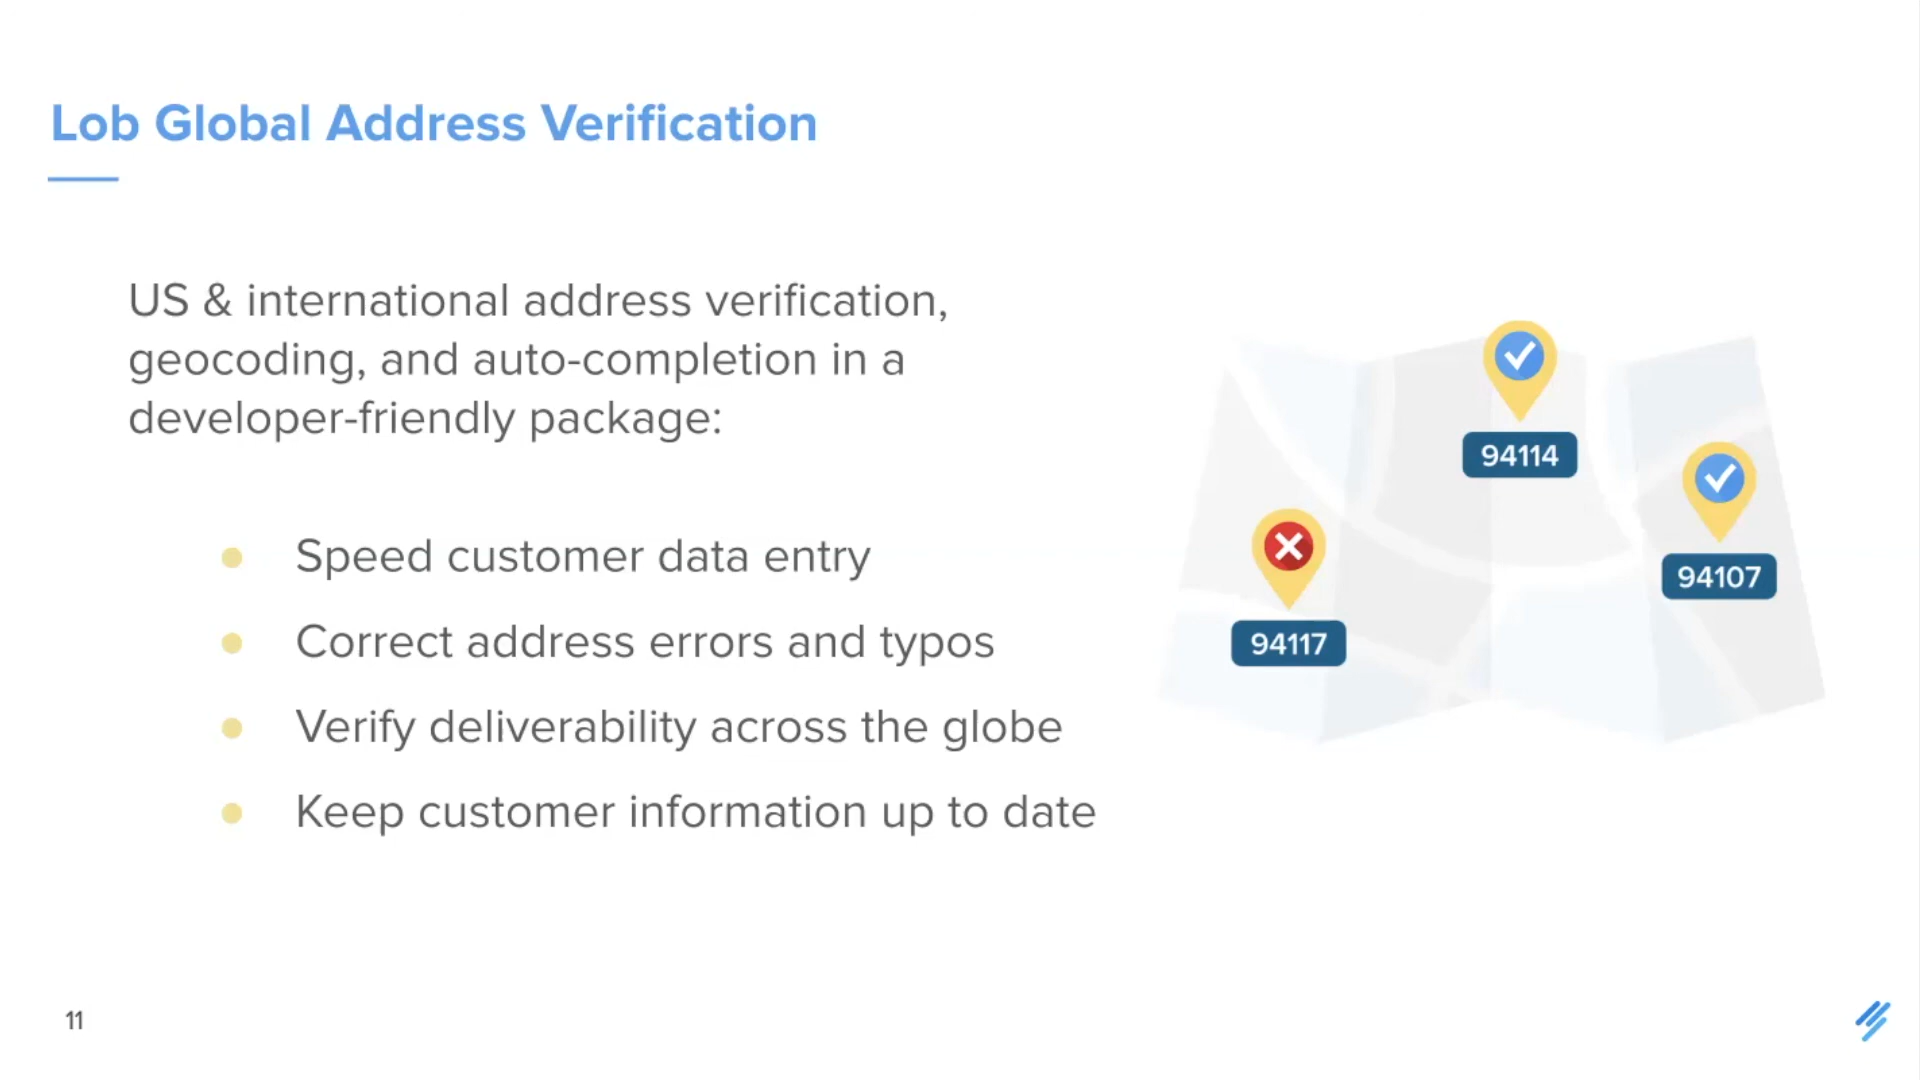 Lob Global Address Verification
US & international address verification,
geocoding, and auto-completion in a
developer-friendly package:
Speed customer data entry
Correct address errors and typos
Verify deliverability across the globe
Keep customer information up to date
94114
94107
94117
11